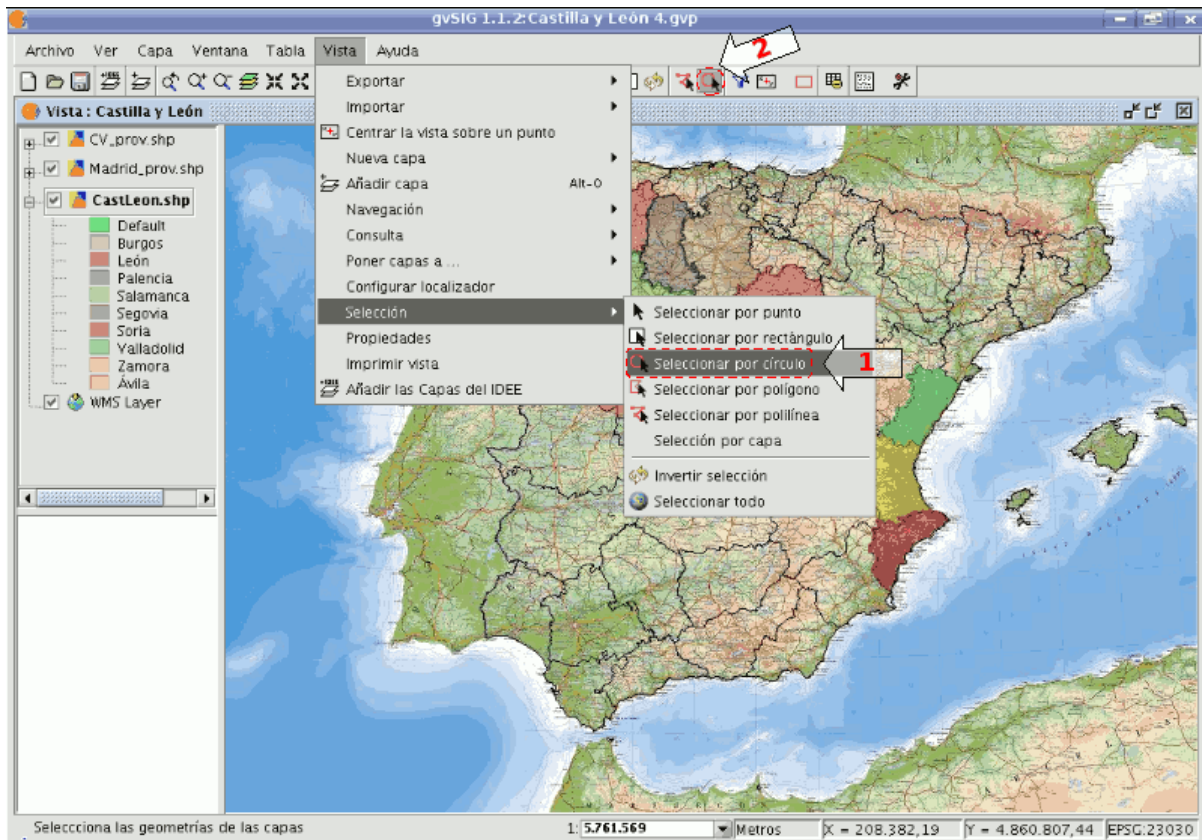 gvSIG 1.1.2:Castilla y León 4.gvp
Archivo Ver Capa Ventana Tabla Vista Ayuda
2
Vista : Castilla y León
CV_prov.shp
Madrid_prov.shp
CastLeon.shp
Default
Burgos
León
Palencia
Salamanca
Segovia
Soria
Valladolid
Zamora
Ávila
WMS Layer
Exportar
Importar
Centrar la vista sobre un punto
Nueva capa
Añadir capa Alt-O
Navegación
Consulta
Poner capas a ...
Configurar localizador
Selección
Propiedades
Imprimir vista
Añadir las Capas del IDEE
Seleccionar por punto
Seleccionar por rectángulo
Seleccionar por círculo
1
Seleccionar por polígono
Seleccionar por polilínea
Selección por capa
Invertir selección
Seleccionar todo
Seleccciona las geometrías de las capas 1: 5.761.569 Metros X = 208.382,19 Y = 4.860.807,44 EPSG:23030